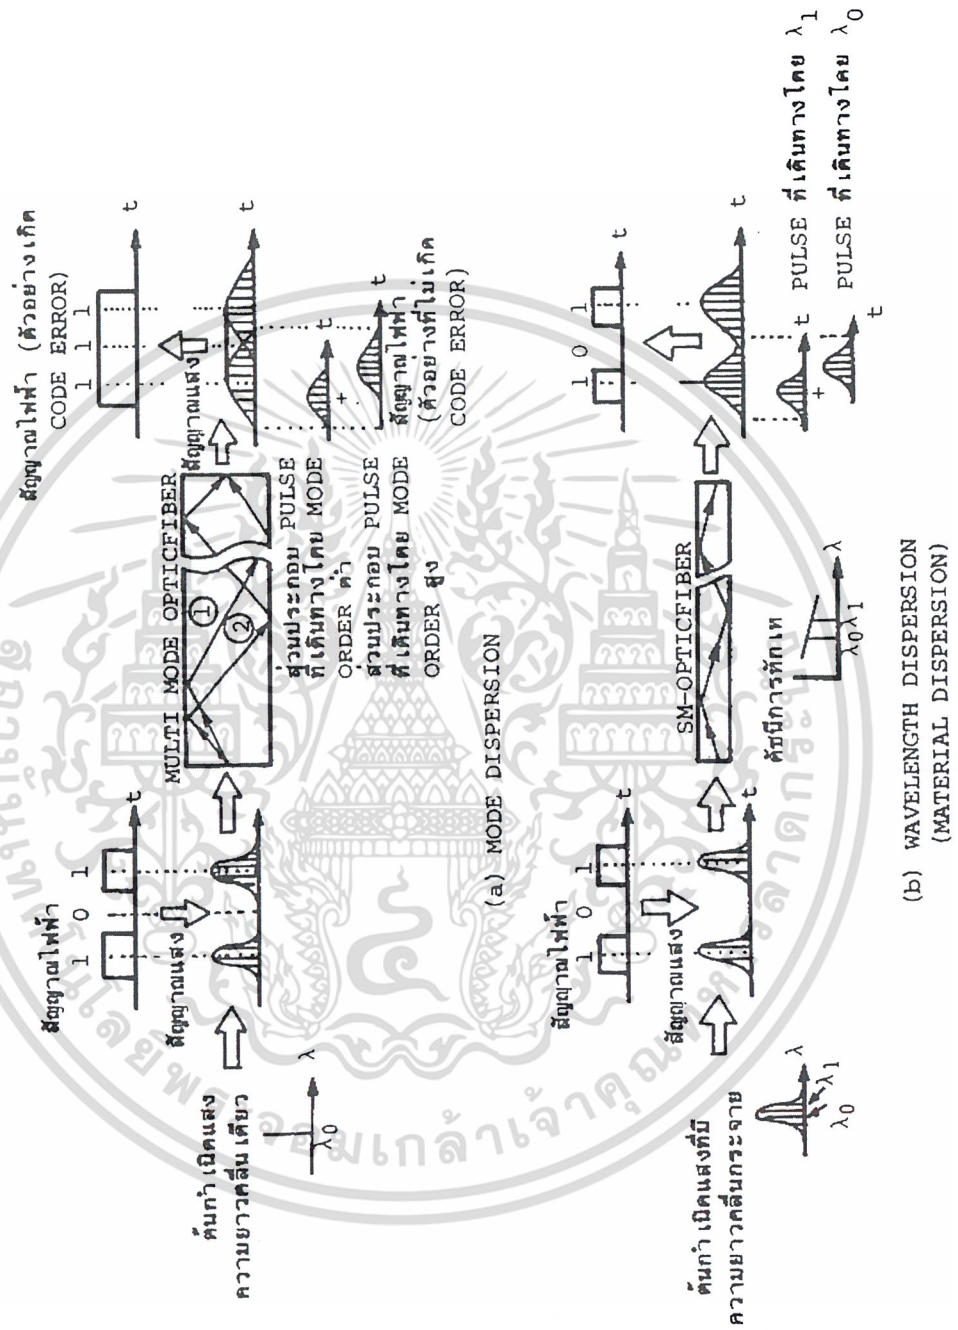 สัญญาณไฟฟ้า (ตัวอย่างเกิด
CODE ERROR)
1 1 1
t
สัญญาณไฟฟ้า
1 0 1
t
สัญญาณแสง
t
ต้นกำเนิดแสง
ความยาวคลื่นเดียว
λ
λ0
MULTI MODE OPTICFIBER
①
②
สัญญาณแสง
t
ส่วนประกอบ PULSE
ที่เดินทางโดย MODE
ORDER ต่ำ
ส่วนประกอบ PULSE
ที่เดินทางโดย MODE
ORDER สูง
t
+
t
สัญญาณไฟฟ้า
(ตัวอย่างที่ไม่เกิด
CODE ERROR)
(a) MODE DISPERSION
สัญญาณไฟฟ้า
1 0 1
t
สัญญาณแสง
t
ต้นกำเนิดแสงที่มี
ความยาวคลื่นกระจาย
λ
λ0 λ1
SM-OPTICFIBER
ดัชนีการหักเห
λ
λ0 λ1
1 0 1
t
t
t PULSE ที่เดินทางโดย λ1
+
t PULSE ที่เดินทางโดย λ0
(b) WAVELENGTH DISPERSION
(MATERIAL DISPERSION)